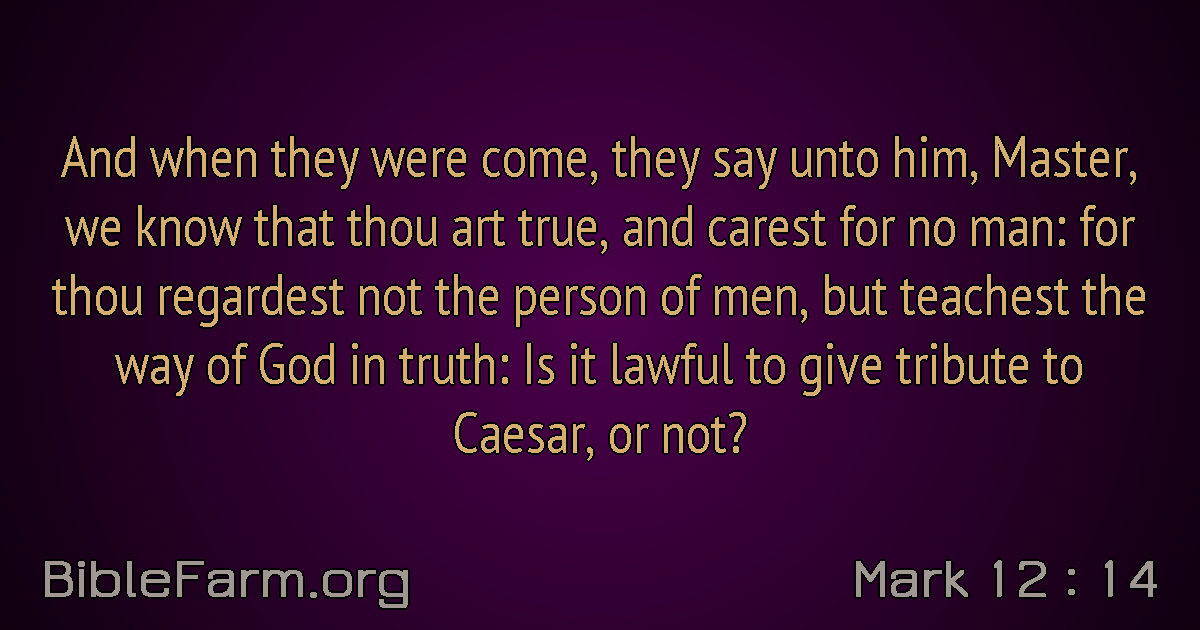 And when they were come, they say unto him, Master,
we know that thou art true, and carest for no man: for
thou regardest not the person of men, but teachest the
way of God in truth: Is it lawful to give tribute to
Caesar, or not?
BibleFarm.org
Mark 12 : 14